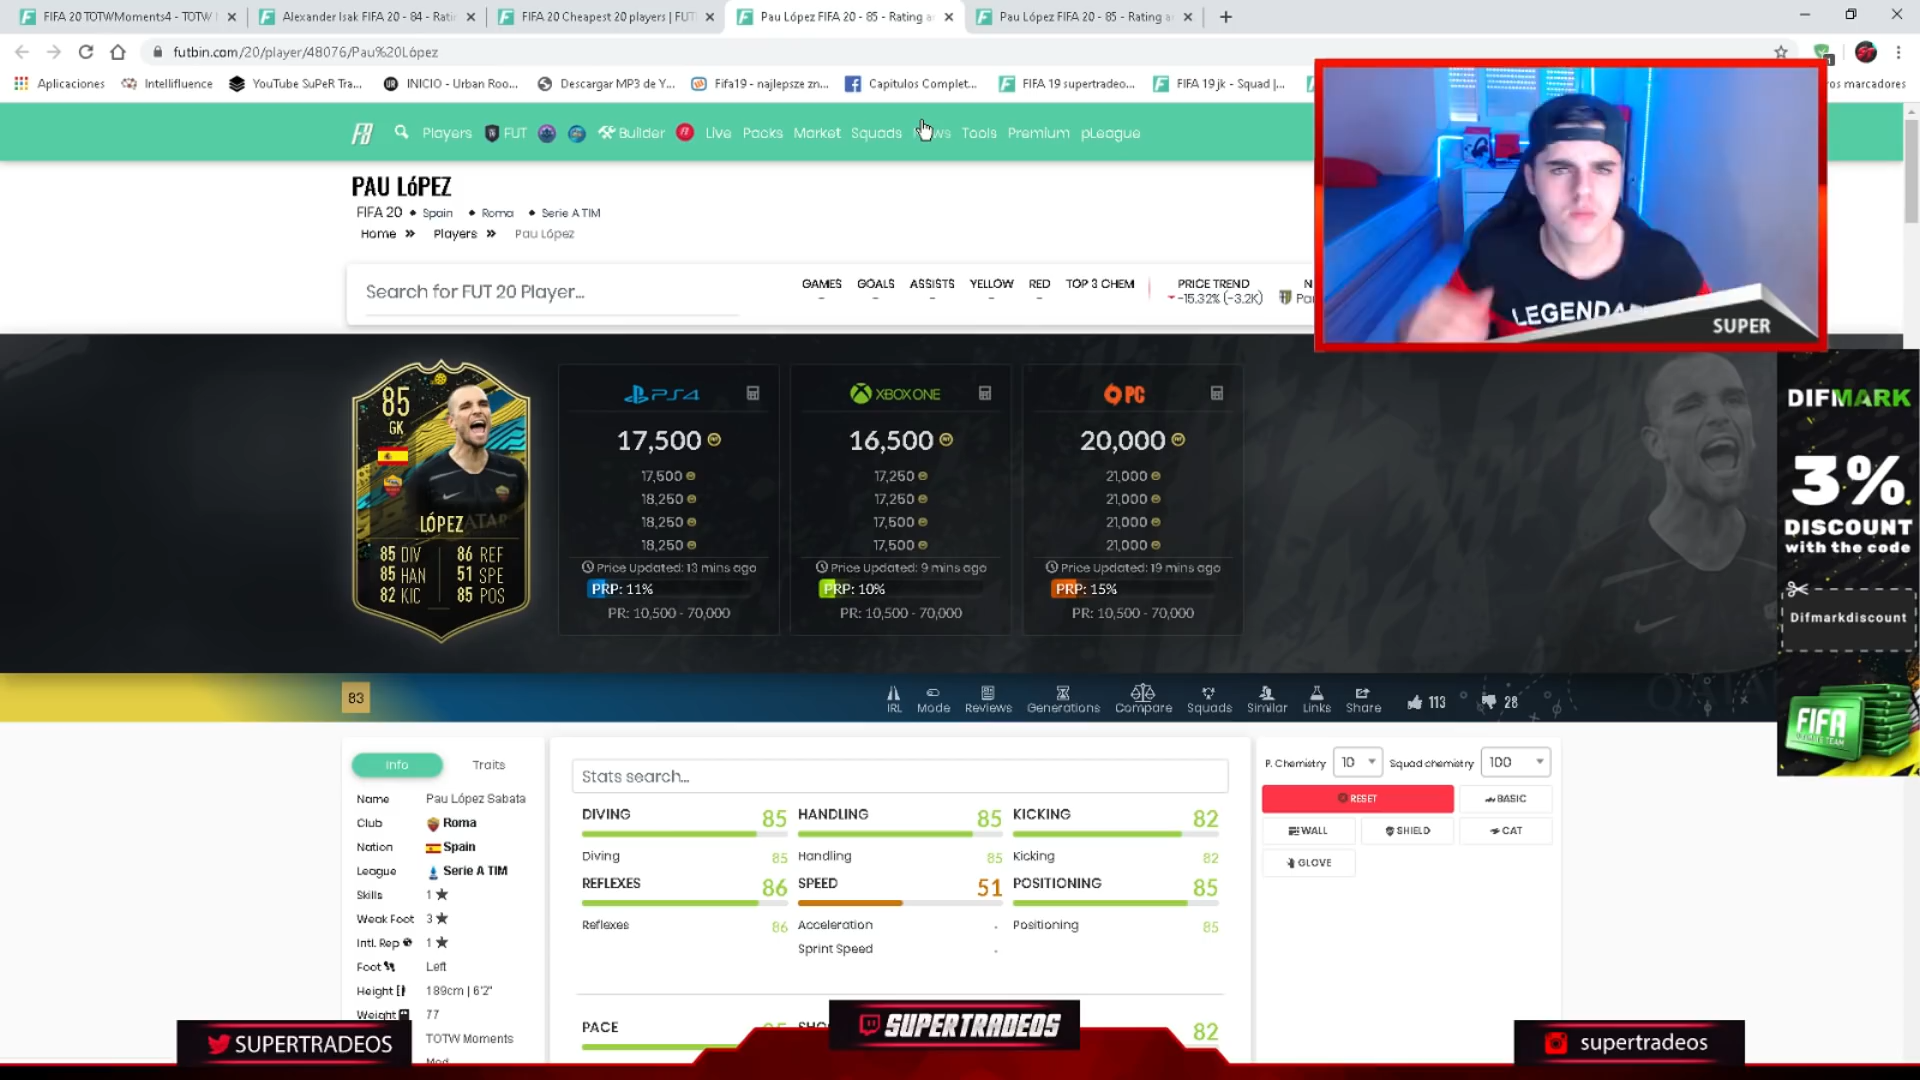 FIFA 20 TOTWMoments4 - TOTW
Alexander Isak FIFA 20 - 84 - Rati
FIFA 20 Cheapest 20 players | FUT
Pau López FIFA 20 - 85 - Rating a
Pau López FIFA 20 - 85 - Rating a
futbin.com/20/player/48076/Pau%20López
Aplicaciones
Intellifluence
YouTube SuPeR Tra...
INICIO - Urban Roo...
Descargar MP3 de Y...
Fifa19 - najlepsze zn...
Capitulos Complet...
FIFA 19 supertradeo...
FIFA 19 jk - Squad |...
ros marcadores
Players FUT Builder Live Packs Market Squads Tools Premium pLeague
PAU LóPEZ
FIFA 20 • Spain • Roma • Serie A TIM
Home » Players » Pau López
Search for FUT 20 Player...
GAMES GOALS ASSISTS YELLOW RED TOP 3 CHEM
- - - - -
PRICE TREND
-15.32% (-3.2K)
LEGENDA
SUPER
85
GK
LÓPEZ
85 DIV 86 REF
85 HAN 51 SPE
82 KIC 85 POS
PS4
17,500
17,500
18,250
18,250
18,250
Price Updated: 13 mins ago
PRP: 11%
PR: 10,500 - 70,000
XBOX ONE
16,500
17,250
17,250
17,500
17,500
Price Updated: 9 mins ago
PRP: 10%
PR: 10,500 - 70,000
PC
20,000
21,000
21,000
21,000
21,000
Price Updated: 19 mins ago
PRP: 15%
PR: 10,500 - 70,000
DIFMARK
3%
DISCOUNT
with the code
Difmarkdiscount
FIFA
83
IRL Mode Reviews Generations Compare Squads Similar Links Share 113 28
Info Traits
Name Pau López Sabata
Club Roma
Nation Spain
League Serie A TIM
Skills 1
Weak Foot 3
Intl. Rep 1
Foot Left
Height 189cm | 6'2"
Weight 77
TOTW Moments
Stats search...
DIVING 85 HANDLING 85 KICKING 82
Diving 85 Handling 85 Kicking 82
REFLEXES 86 SPEED 51 POSITIONING 85
Reflexes 86 Acceleration - Positioning 85
Sprint Speed -
PACE 82
P. Chemistry 10 Squad chemistry 100
RESET BASIC
WALL SHIELD CAT
GLOVE
SUPERTRADEOS
SUPERTRADEOS
supertradeos